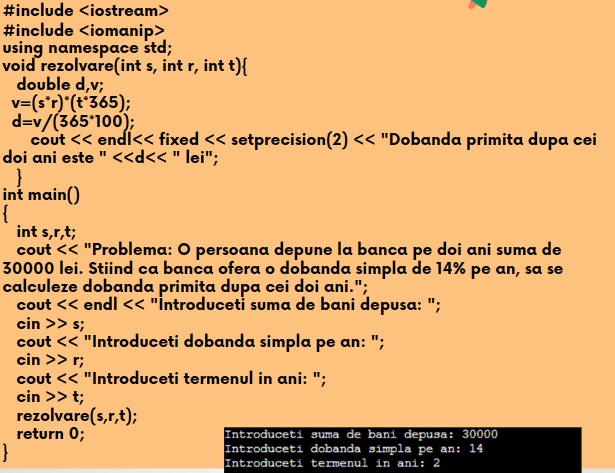 #include <iostream>
#include <iomanip>
using namespace std;
void rezolvare(int s, int r, int t){
double d,v;
v=(s*r)*(t*365);
d=v/(365*100);
cout << endl<< fixed << setprecision(2) << "Dobanda primita dupa cei
doi ani este " <<d<< " lei";
}
int main()
{
int s,r,t;
cout << "Problema: O persoana depune la banca pe doi ani suma de
30000 lei. Stiind ca banca ofera o dobanda simpla de 14% pe an, sa se
calculeze dobanda primita dupa cei doi ani.";
cout << endl << "Introduceti suma de bani depusa: ";
cin >> s;
cout << "Introduceti dobanda simpla pe an: ";
cin >> r;
cout << "Introduceti termenul in ani: ";
cin >> t;
rezolvare(s,r,t);
return 0;
}
Introduceti suma de bani depusa: 30000
Introduceti dobanda simpla pe an: 14
Introduceti termenul in ani: 2